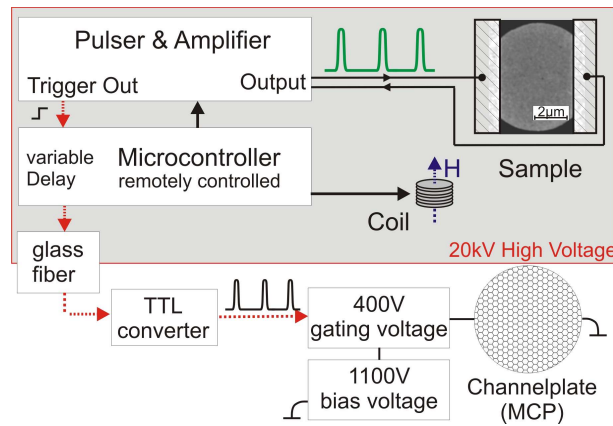 Pulser & Amplifier
Trigger Out
Output
variable
Delay
Microcontroller
remotely controlled
H
Coil
2µm
Sample
20kV High Voltage
glass
fiber
TTL
converter
400V
gating voltage
1100V
bias voltage
Channelplate
(MCP)